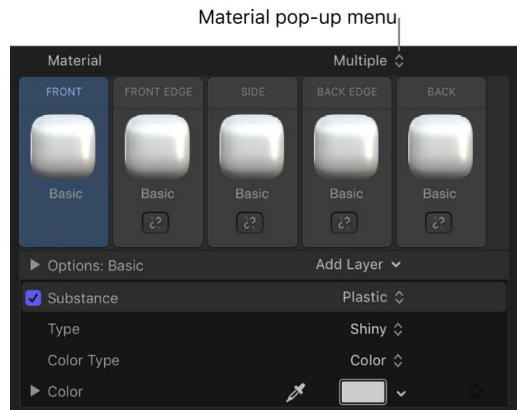 Material pop-up menu
Material Multiple
FRONT FRONT EDGE SIDE BACK EDGE BACK
Basic Basic Basic Basic Basic
Options: Basic Add Layer
Substance Plastic
Type Shiny
Color Type Color
Color